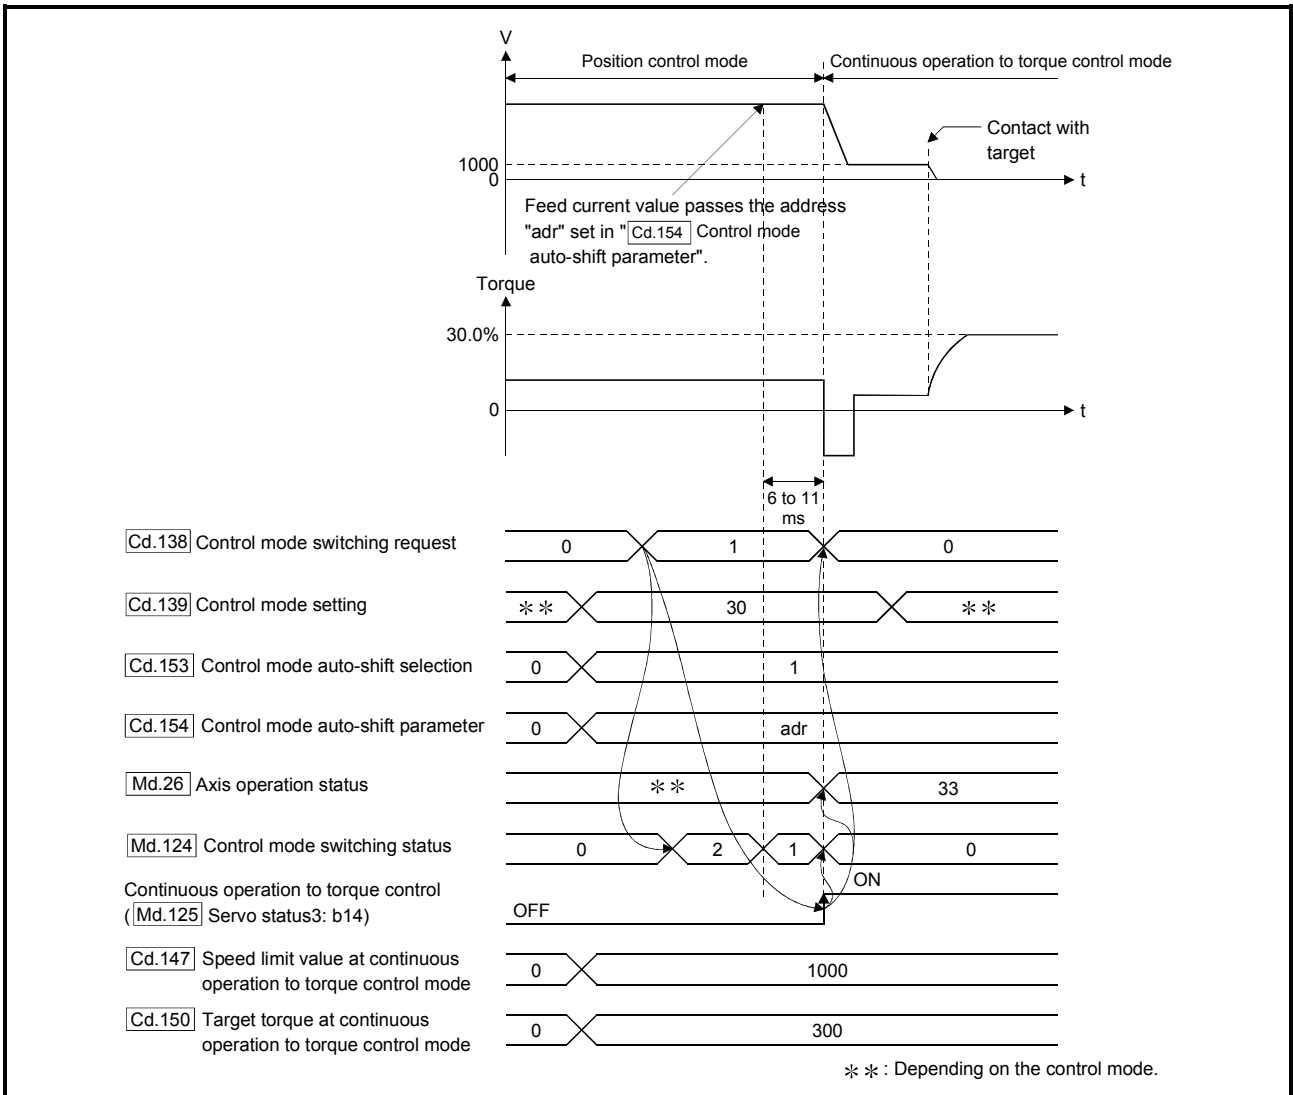 V
Position control mode
Continuous operation to torque control mode
Contact with
target
1000
0
t
Feed current value passes the address
"adr" set in " Cd.154 Control mode
auto-shift parameter".
Torque
30.0%
0
t
6 to 11
ms
Cd.138 Control mode switching request
0 1 0
Cd.139 Control mode setting
** 30 **
Cd.153 Control mode auto-shift selection
0 1
Cd.154 Control mode auto-shift parameter
0 adr
Md.26 Axis operation status
** 33
Md.124 Control mode switching status
0 2 1 0
Continuous operation to torque control
( Md.125 Servo status3: b14)
OFF ON
Cd.147 Speed limit value at continuous
operation to torque control mode
0 1000
Cd.150 Target torque at continuous
operation to torque control mode
0 300
** : Depending on the control mode.